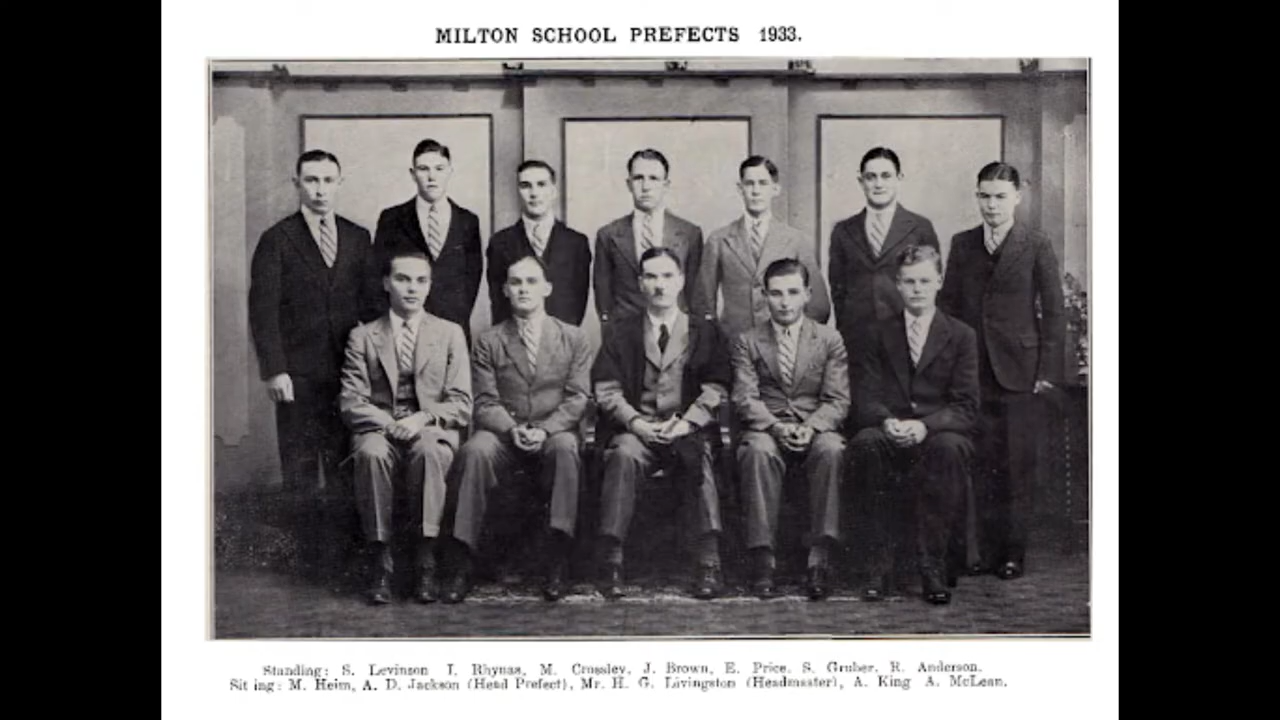 MILTON SCHOOL PREFECTS 1933.
Standing: S. Levinson I. Rhynas, M. Crossley, J. Brown, E. Price, S. Gruber, R. Anderson.
Sit ing: M. Heim, A. D. Jackson (Head Prefect), Mr. H. G. Livingston (Headmaster), A. King A. McLean.